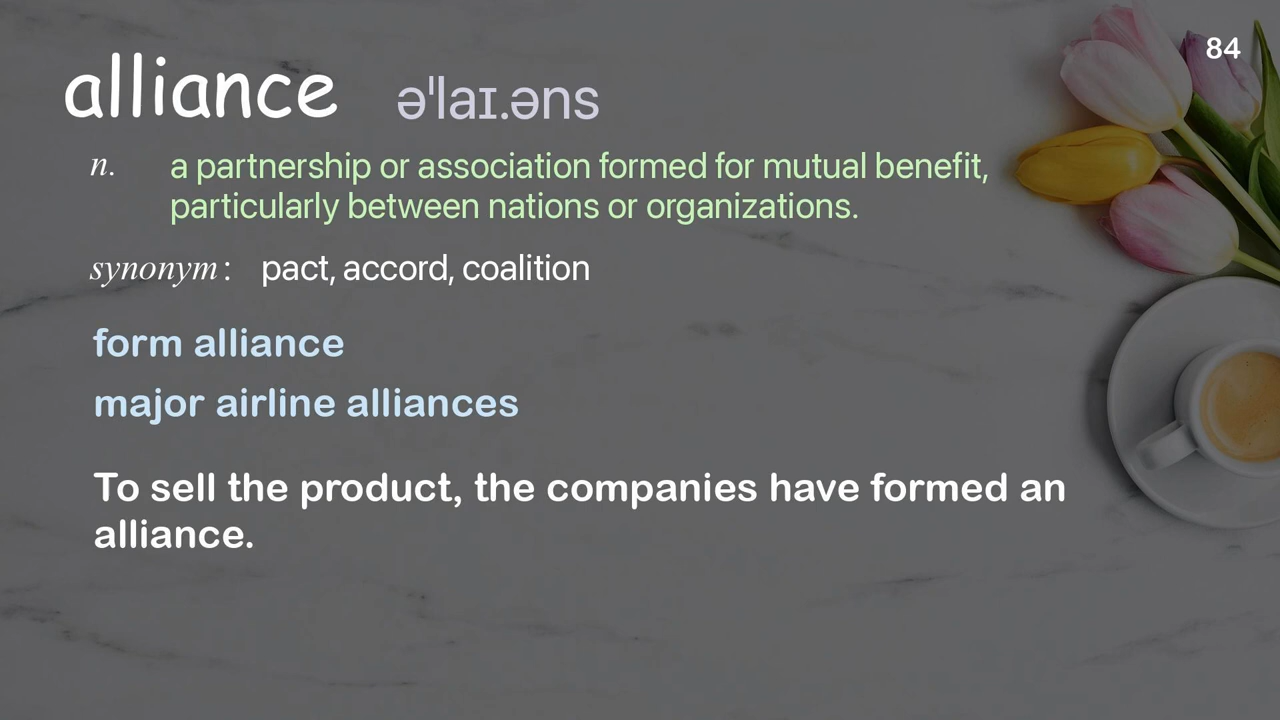 84
alliance əˈlaɪ.əns
n. a partnership or association formed for mutual benefit,
particularly between nations or organizations.
synonym: pact, accord, coalition
form alliance
major airline alliances
To sell the product, the companies have formed an
alliance.